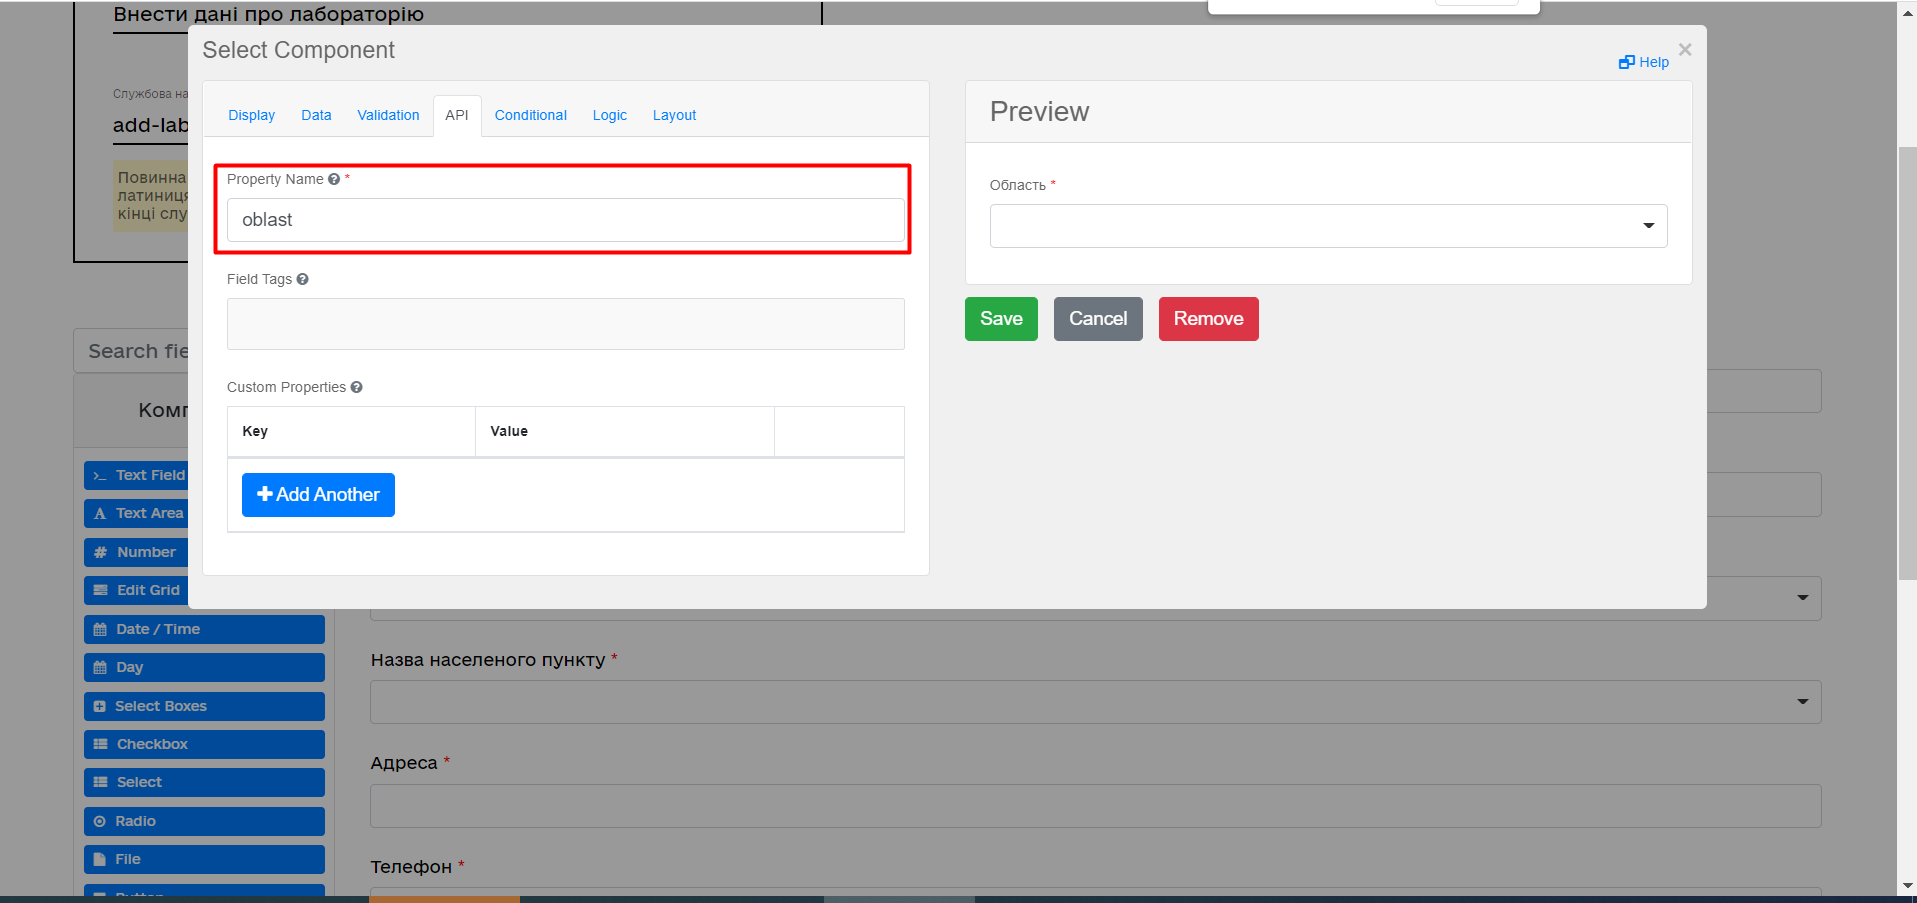 Внести дані про лабораторію
Службова на
add-lab
Повинна
латиниця
кінці слу
Search fie
Комп
Text Field
Text Area
Number
Edit Grid
Date / Time
Day
Select Boxes
Checkbox
Select
Radio
File
Select Component
Help
Display Data Validation API Conditional Logic Layout
Property Name *
oblast
Field Tags
Custom Properties
Key Value
Add Another
Preview
Область *
Save Cancel Remove
Назва населеного пункту *
Адреса *
Телефон *